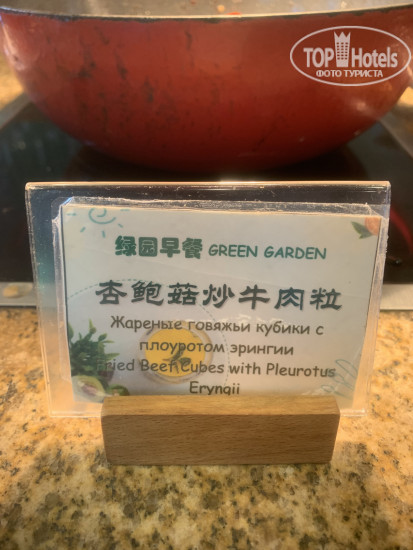 TOP Hotels
ФОТО ТУРИСТА
绿园早餐 GREEN GARDEN
杏鲍菇炒牛肉粒
Жареные говяжьи кубики с
плоуротом эрингии
Fried Beef Cubes with Pleurotus
Eryngii